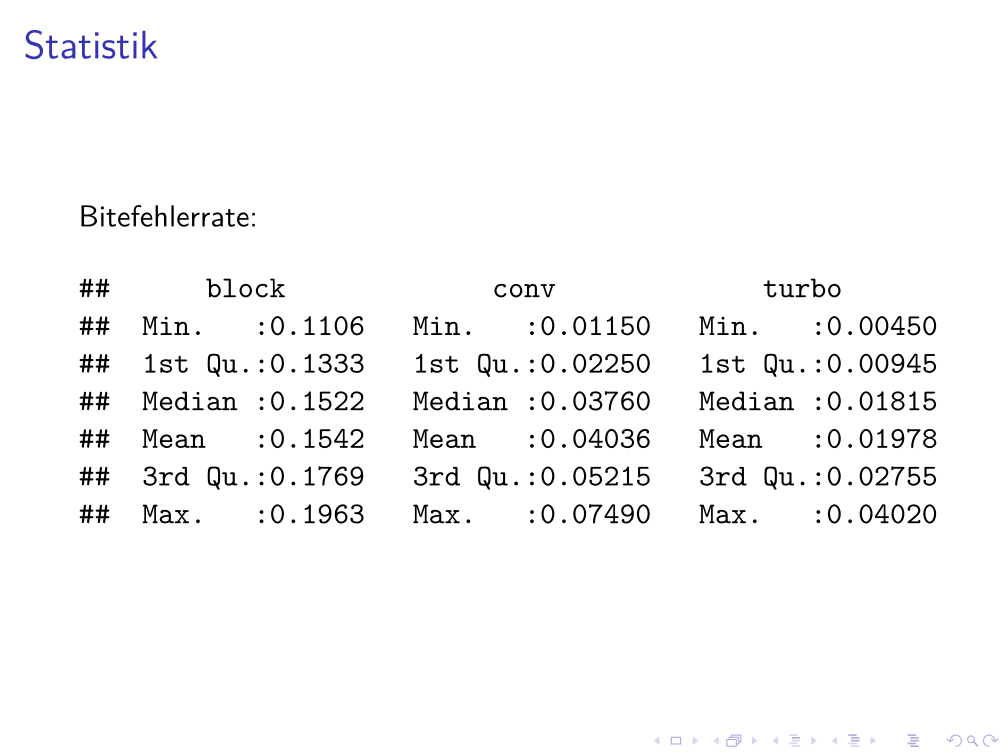 Statistik
Bitefehlerrate:
##      block             conv             turbo
##  Min.   :0.1106   Min.   :0.01150   Min.   :0.00450
##  1st Qu.:0.1333   1st Qu.:0.02250   1st Qu.:0.00945
##  Median :0.1522   Median :0.03760   Median :0.01815
##  Mean   :0.1542   Mean   :0.04036   Mean   :0.01978
##  3rd Qu.:0.1769   3rd Qu.:0.05215   3rd Qu.:0.02755
##  Max.   :0.1963   Max.   :0.07490   Max.   :0.04020